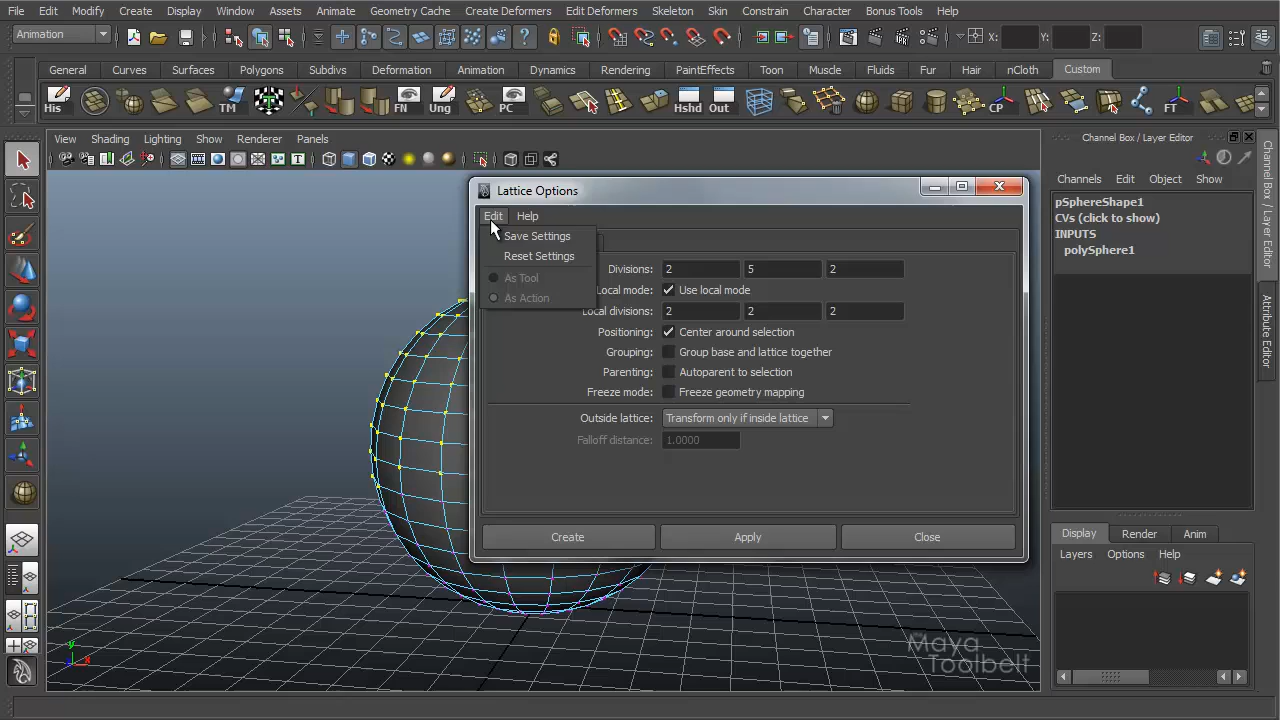 File Edit Modify Create Display Window Assets Animate Geometry Cache Create Deformers Edit Deformers Skeleton Skin Constrain Character Bonus Tools Help
Animation X: Y: Z:
General Curves Surfaces Polygons Subdivs Deformation Animation Dynamics Rendering PaintEffects Toon Muscle Fluids Fur Hair nCloth Custom
His TM FN Ung PC Hshd Out CP FT
View Shading Lighting Show Renderer Panels
Channel Box / Layer Editor
Channels Edit Object Show
pSphereShape1
CVs (click to show)
INPUTS
polySphere1
Channel Box / Layer Editor
Attribute Editor
Lattice Options
Edit Help
Save Settings
Reset Settings
As Tool
As Action
Divisions: 2 5 2
Local mode: Use local mode
Local divisions: 2 2 2
Positioning: Center around selection
Grouping: Group base and lattice together
Parenting: Autoparent to selection
Freeze mode: Freeze geometry mapping
Outside lattice: Transform only if inside lattice
Falloff distance: 1.0000
Create Apply Close
Display Render Anim
Layers Options Help
y
z x
Maya
Toolbelt